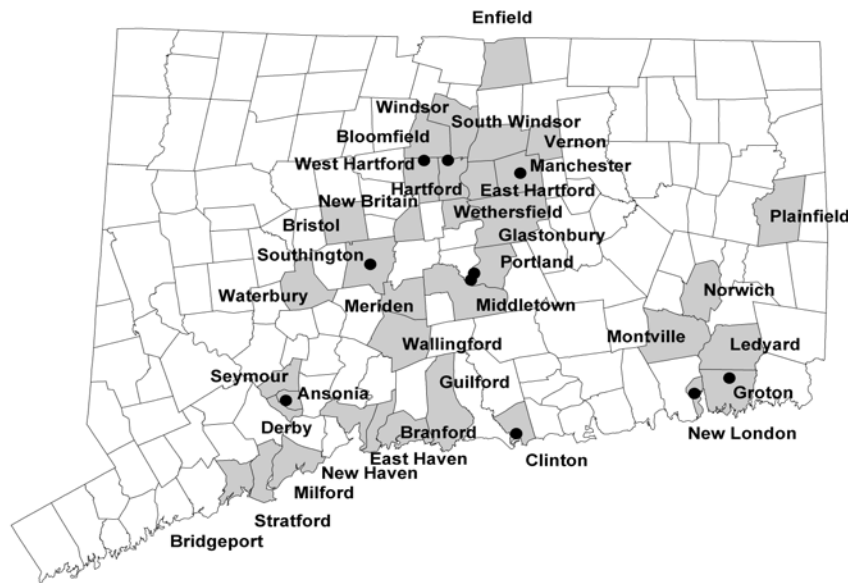 Enfield
Windsor
South Windsor
Bloomfield
Vernon
West Hartford
Manchester
Hartford
East Hartford
New Britain
Wethersfield
Plainfield
Bristol
Glastonbury
Southington
Portland
Waterbury
Meriden
Middletown
Norwich
Montville
Wallingford
Ledyard
Seymour
Guilford
Ansonia
Groton
Derby
Branford
New London
East Haven
Clinton
New Haven
Milford
Stratford
Bridgeport